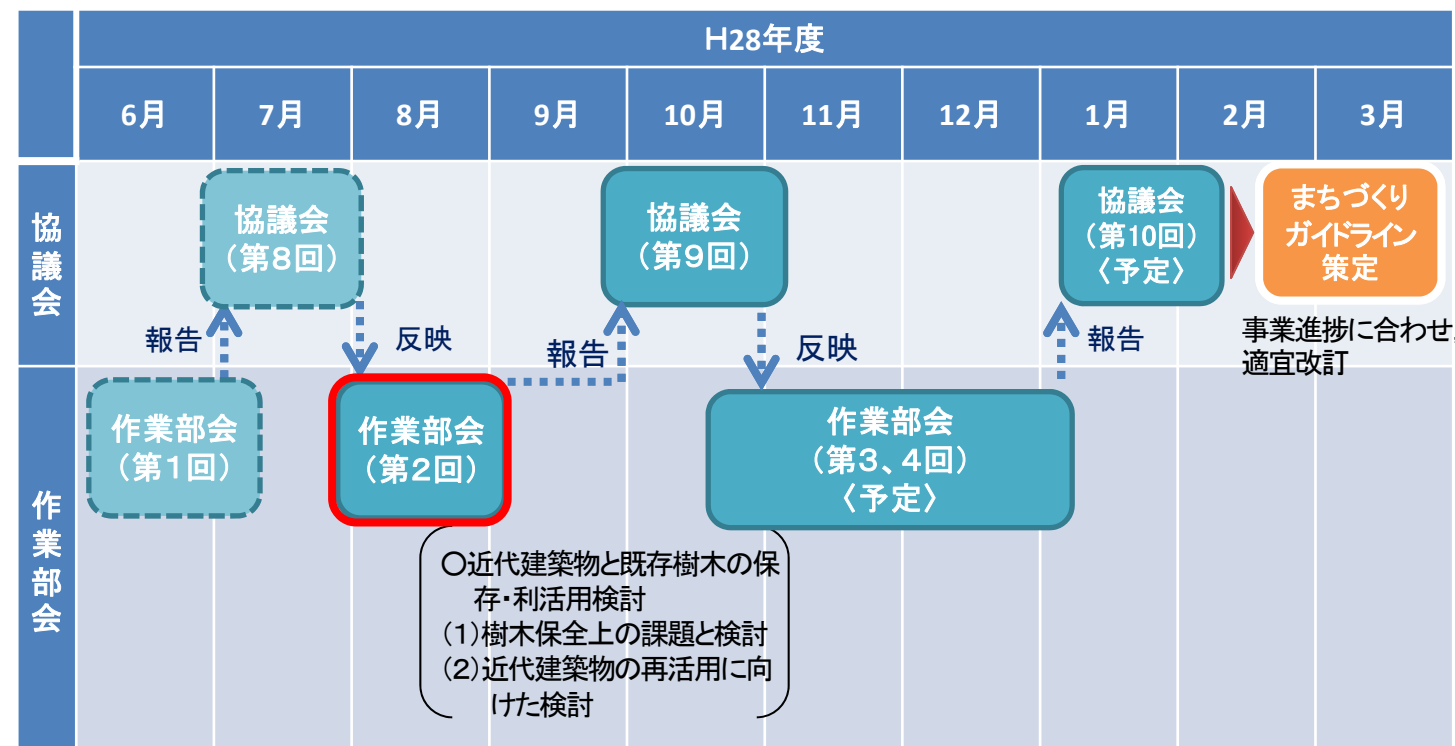 H28年度
6月
7月
8月
9月
10月
11月
12月
1月
2月
3月
協議会
協議会
（第８回）
協議会
（第９回）
協議会
（第10回）
〈予定〉
まちづくり
ガイドライン
策定
報告
反映
報告
反映
報告
事業進捗に合わせ、
適宜改訂
作業部会
作業部会
（第１回）
作業部会
（第２回）
作業部会
（第３、４回）
〈予定〉
○近代建築物と既存樹木の保
存・利活用検討
（１）樹木保全上の課題と検討
（２）近代建築物の再活用に向
けた検討